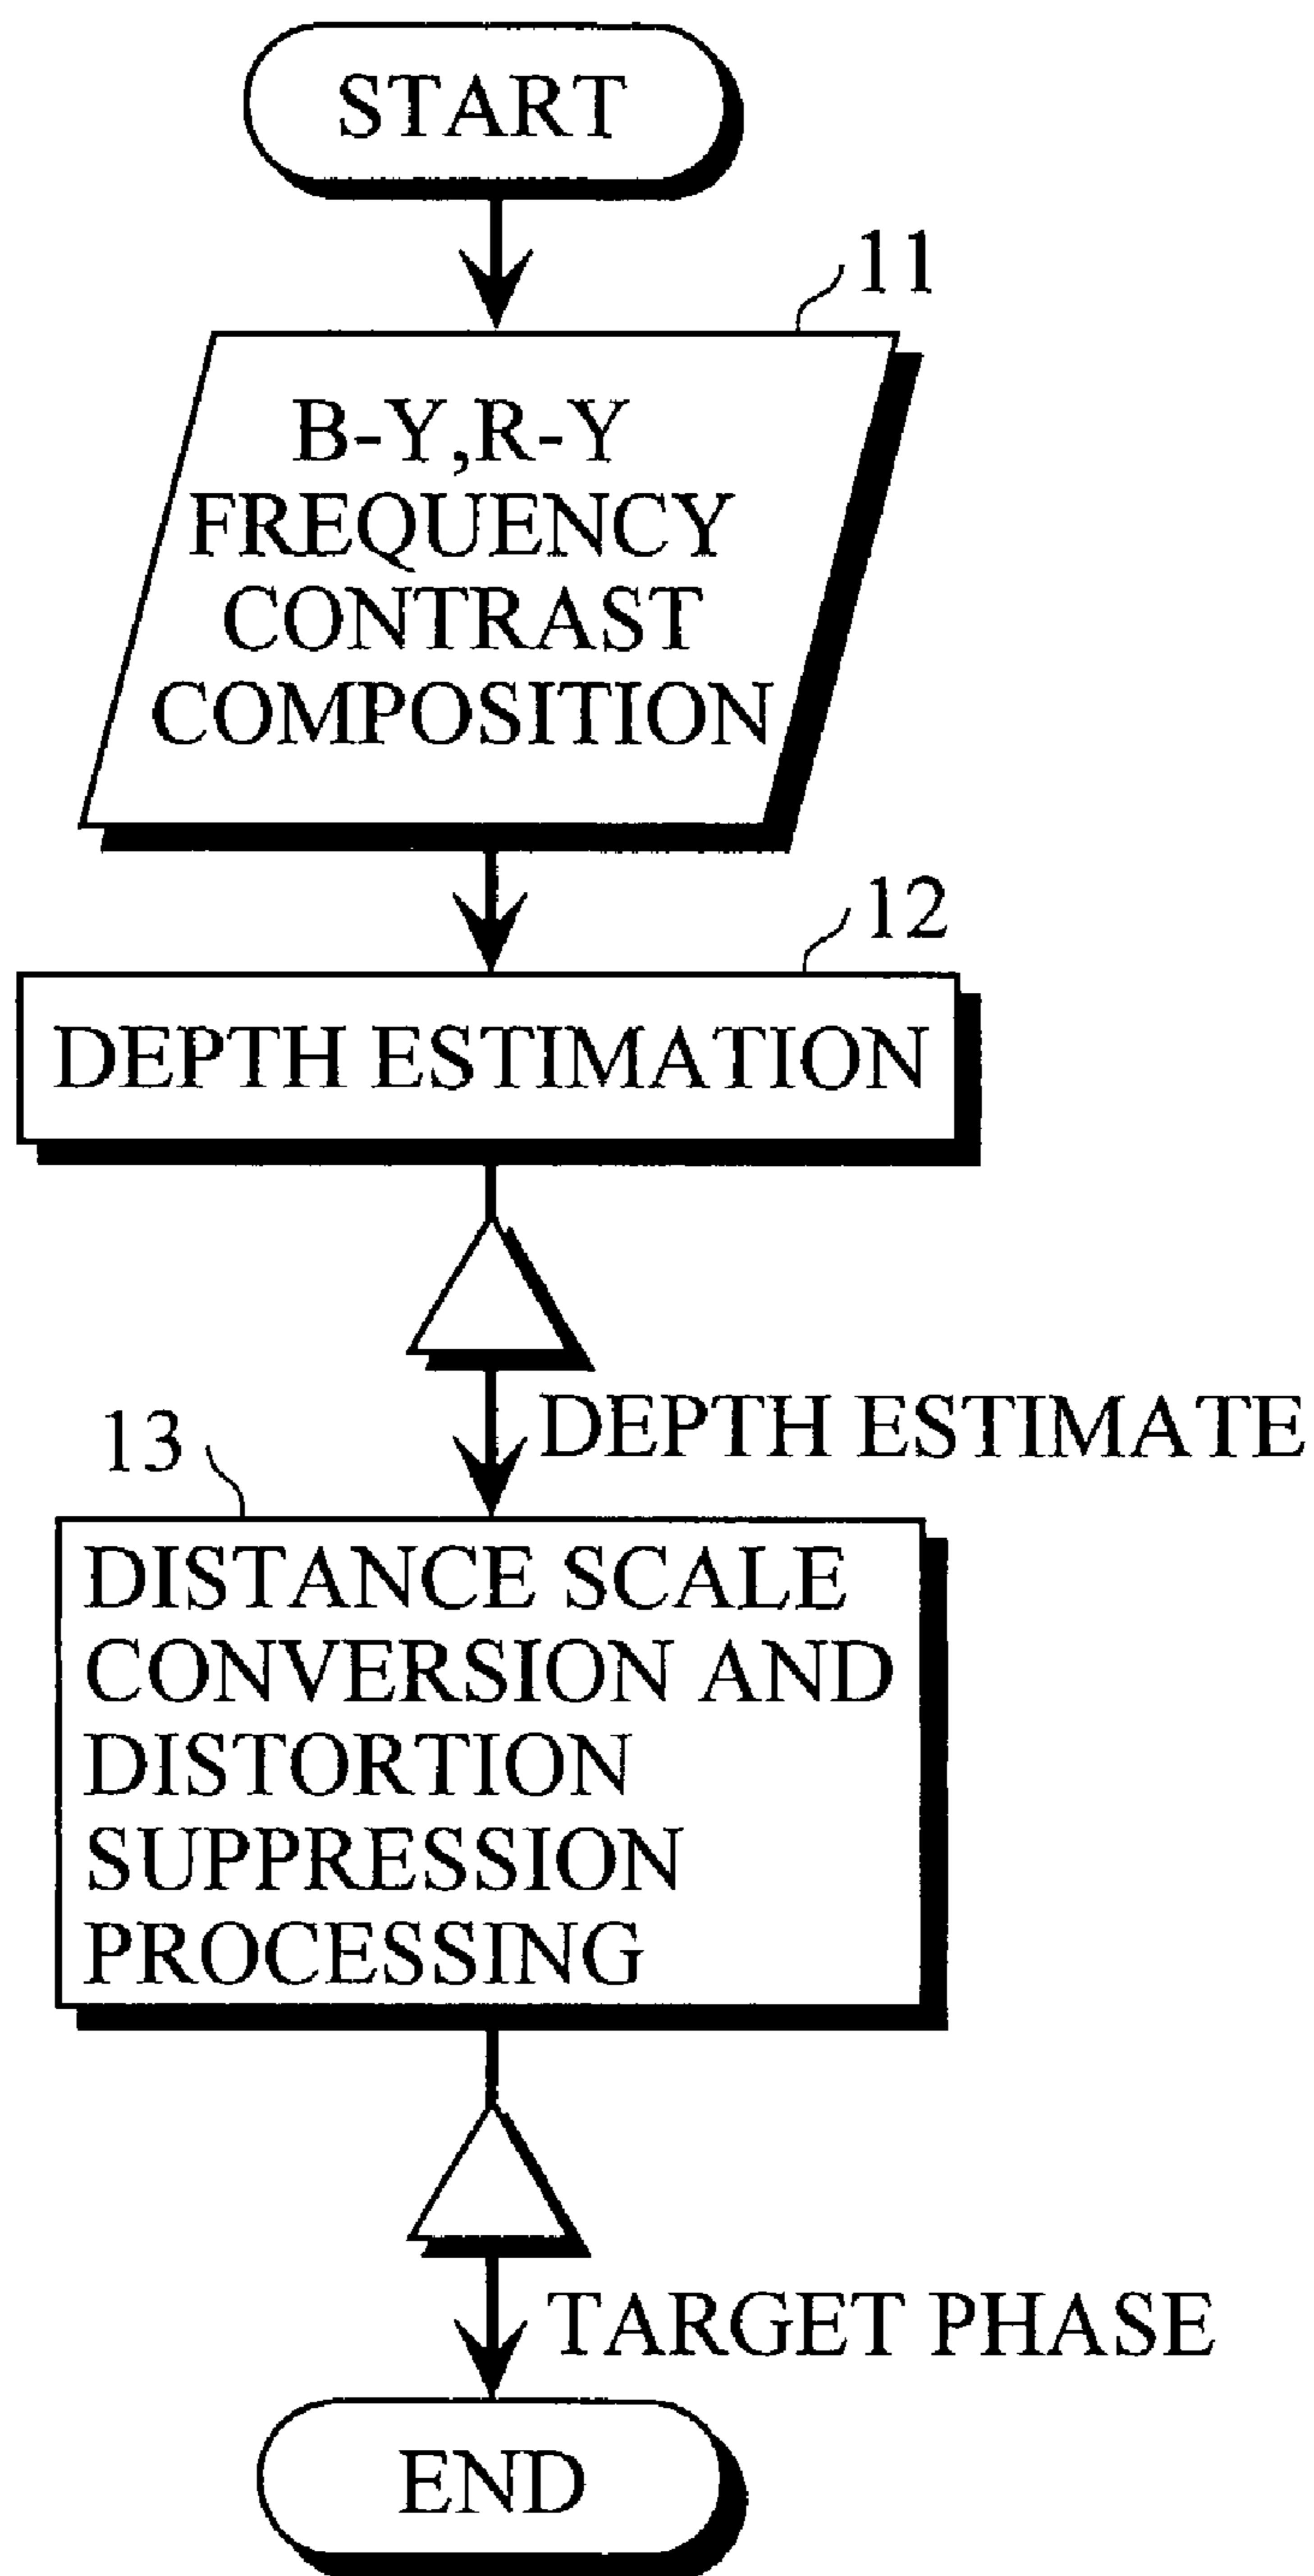 START
11
B-Y,R-Y
FREQUENCY
CONTRAST
COMPOSITION
12
DEPTH ESTIMATION
DEPTH ESTIMATE
13
DISTANCE SCALE
CONVERSION AND
DISTORTION
SUPPRESSION
PROCESSING
TARGET PHASE
END